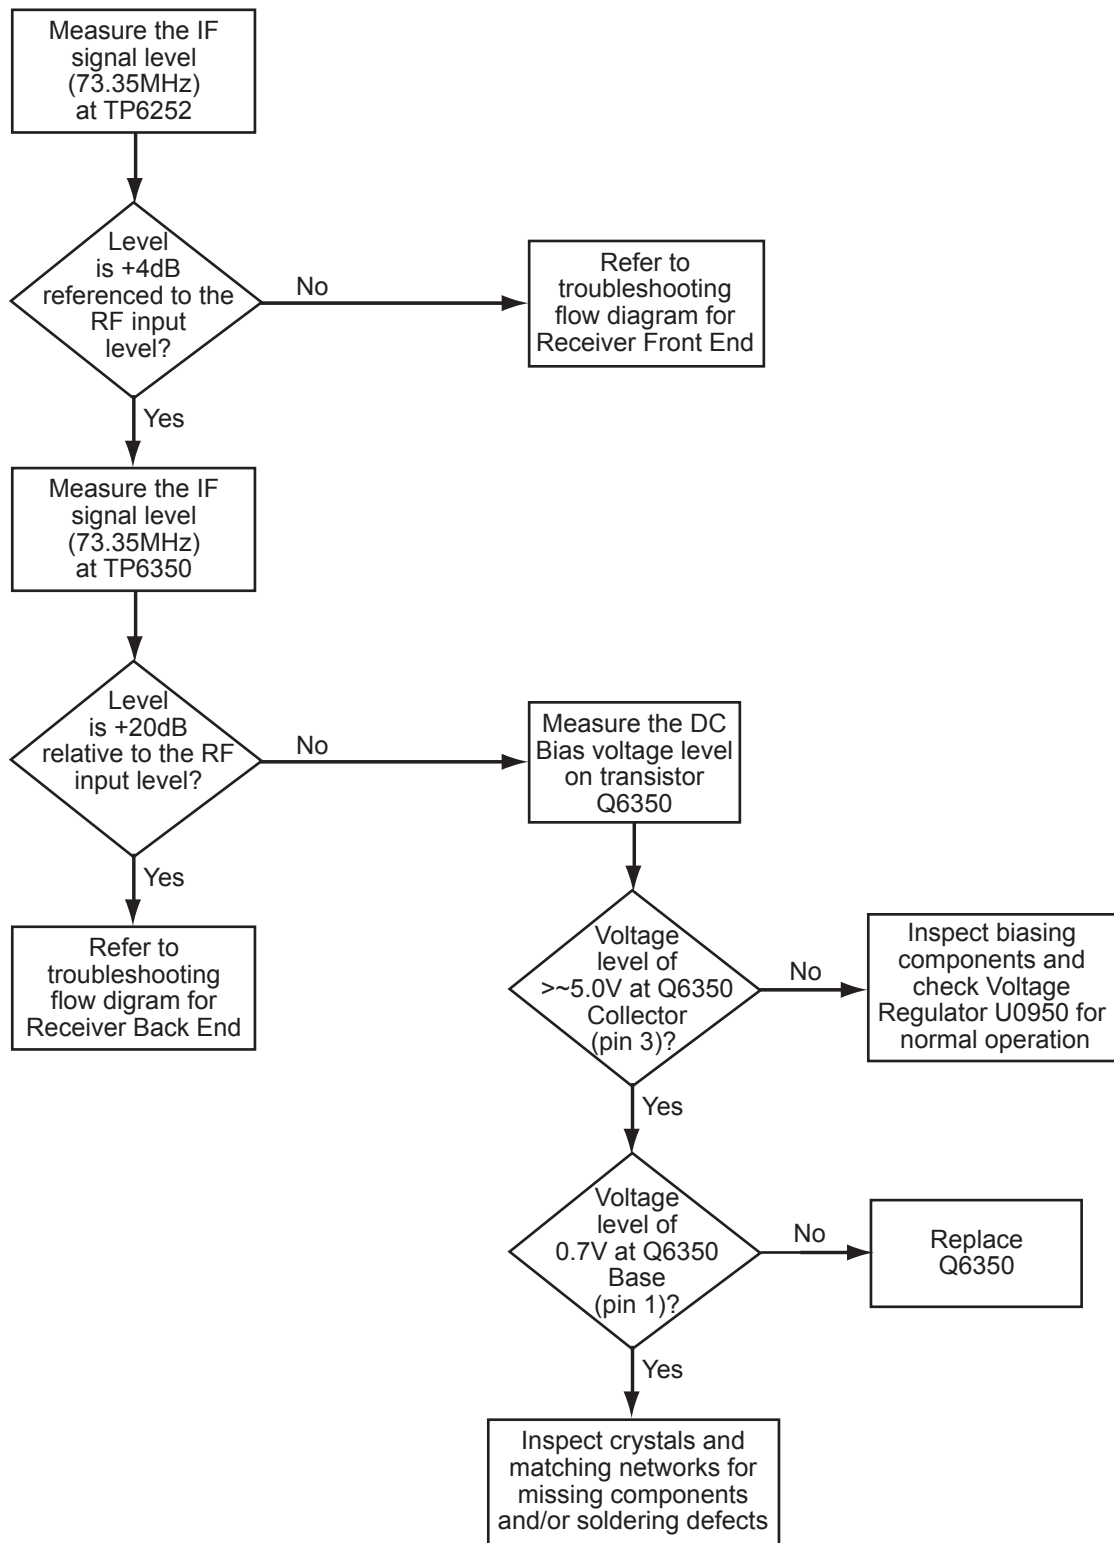 Measure the IF
signal level
(73.35MHz)
at TP6252
Level
is +4dB
referenced to the
RF input
level?
No
Refer to
troubleshooting
flow diagram for
Receiver Front End
Yes
Measure the IF
signal level
(73.35MHz)
at TP6350
Level
is +20dB
relative to the RF
input level?
No
Measure the DC
Bias voltage level
on transistor
Q6350
Yes
Refer to
troubleshooting
flow digram for
Receiver Back End
Voltage
level of
>~5.0V at Q6350
Collector
(pin 3)?
No
Inspect biasing
components and
check Voltage
Regulator U0950 for
normal operation
Yes
Voltage
level of
0.7V at Q6350
Base
(pin 1)?
No
Replace
Q6350
Yes
Inspect crystals and
matching networks for
missing components
and/or soldering defects